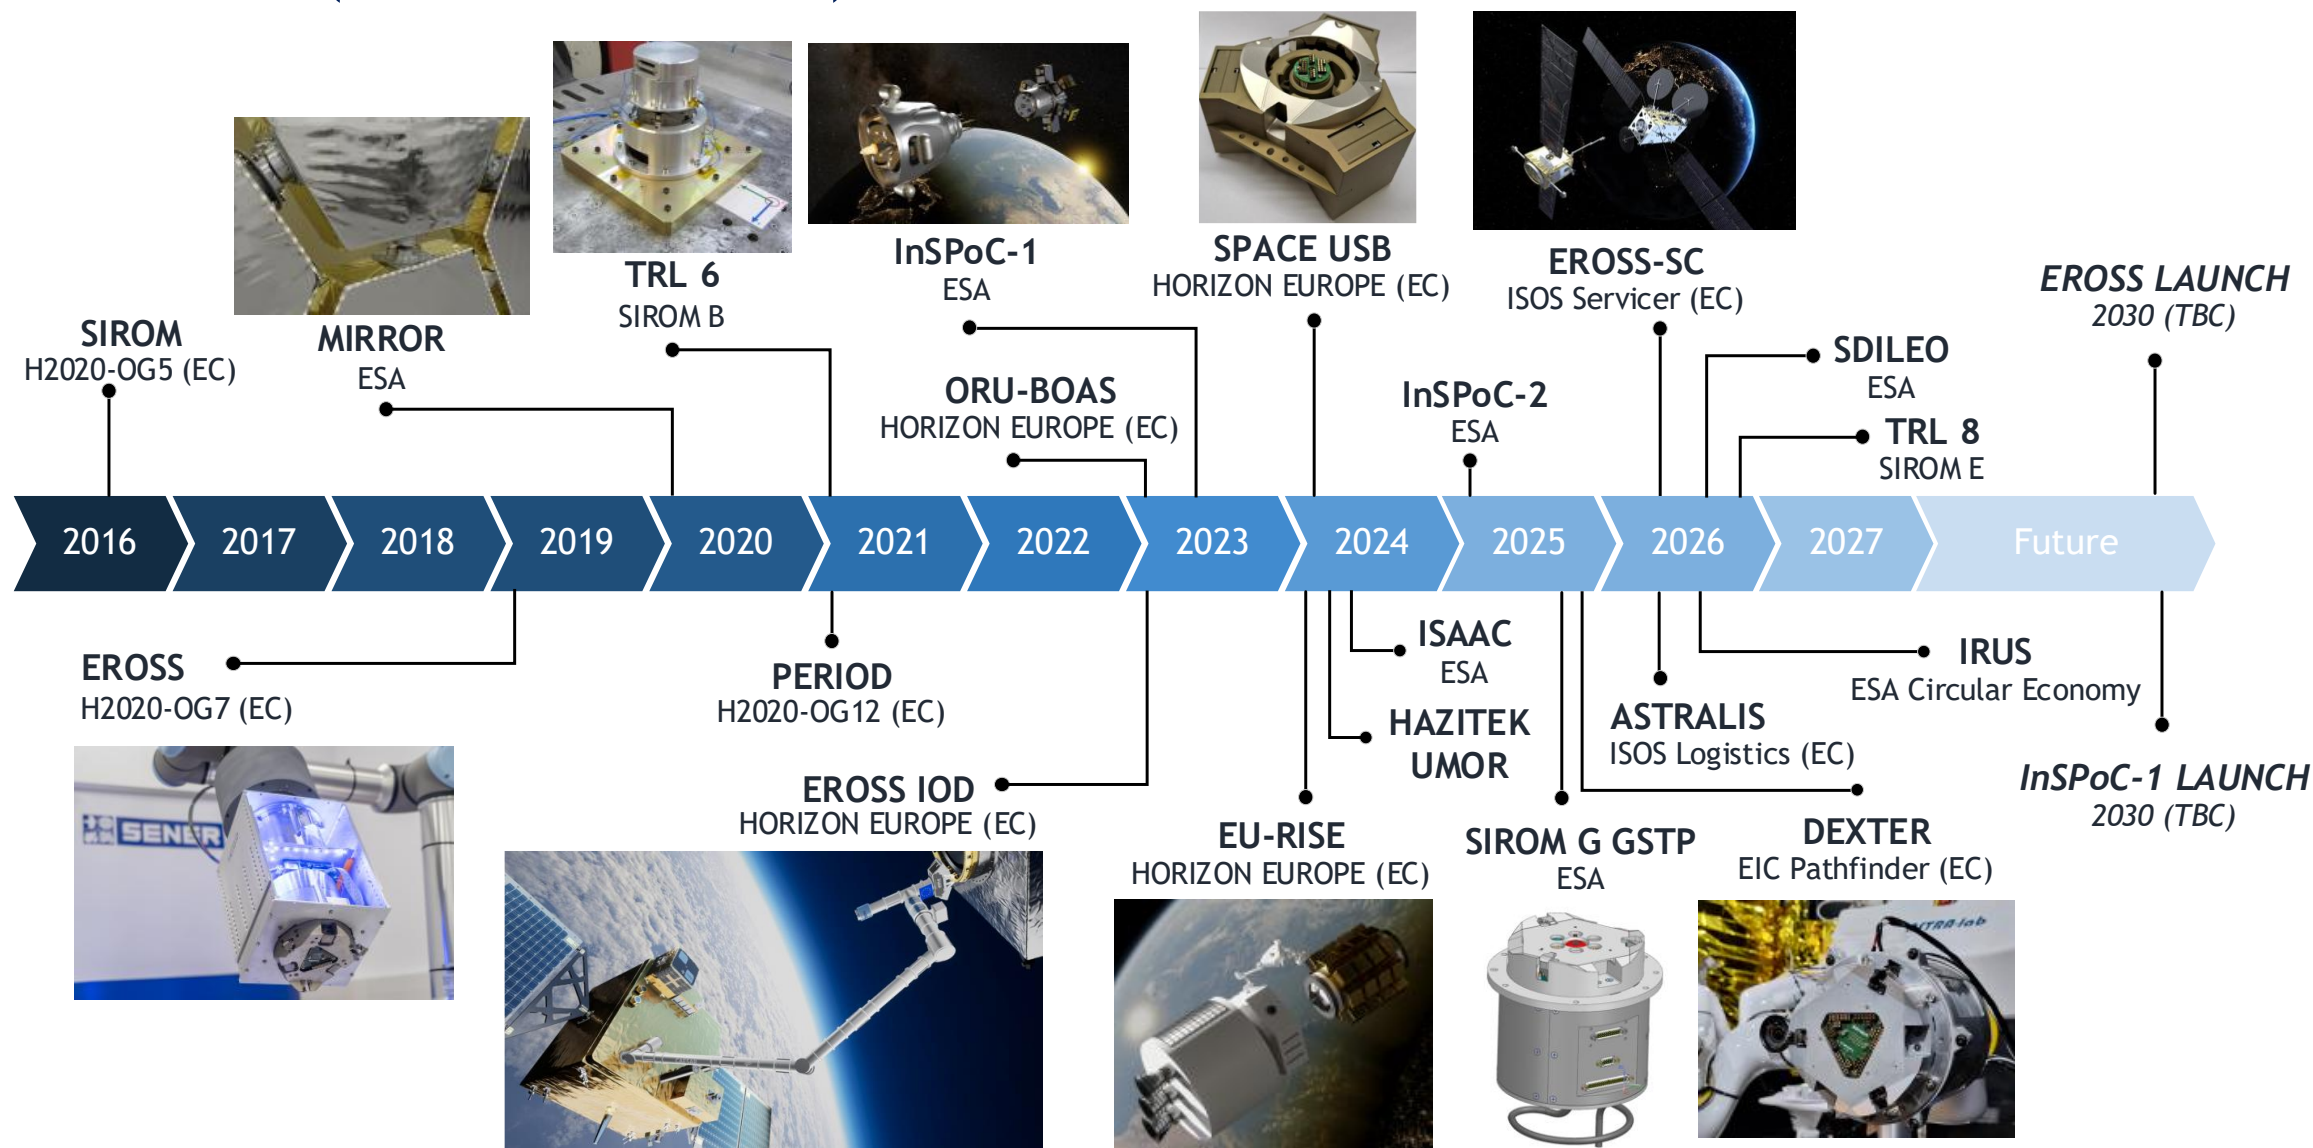 SIROM
H2020-OG5 (EC)
MIRROR
ESA
TRL 6
SIROM B
InSPoC-1
ESA
ORU-BOAS
HORIZON EUROPE (EC)
SPACE USB
HORIZON EUROPE (EC)
InSPoC-2
ESA
EROSS-SC
ISOS Servicer (EC)
SDILEO
ESA
TRL 8
SIROM E
EROSS LAUNCH
2030 (TBC)
2016 2017 2018 2019 2020 2021 2022 2023 2024 2025 2026 2027 Future
EROSS
H2020-OG7 (EC)
SENER
PERIOD
H2020-OG12 (EC)
EROSS IOD
HORIZON EUROPE (EC)
EU-RISE
HORIZON EUROPE (EC)
ISAAC
ESA
HAZITEK
UMOR
SIROM G GSTP
ESA
ASTRALIS
ISOS Logistics (EC)
DEXTER
EIC Pathfinder (EC)
IRUS
ESA Circular Economy
InSPoC-1 LAUNCH
2030 (TBC)